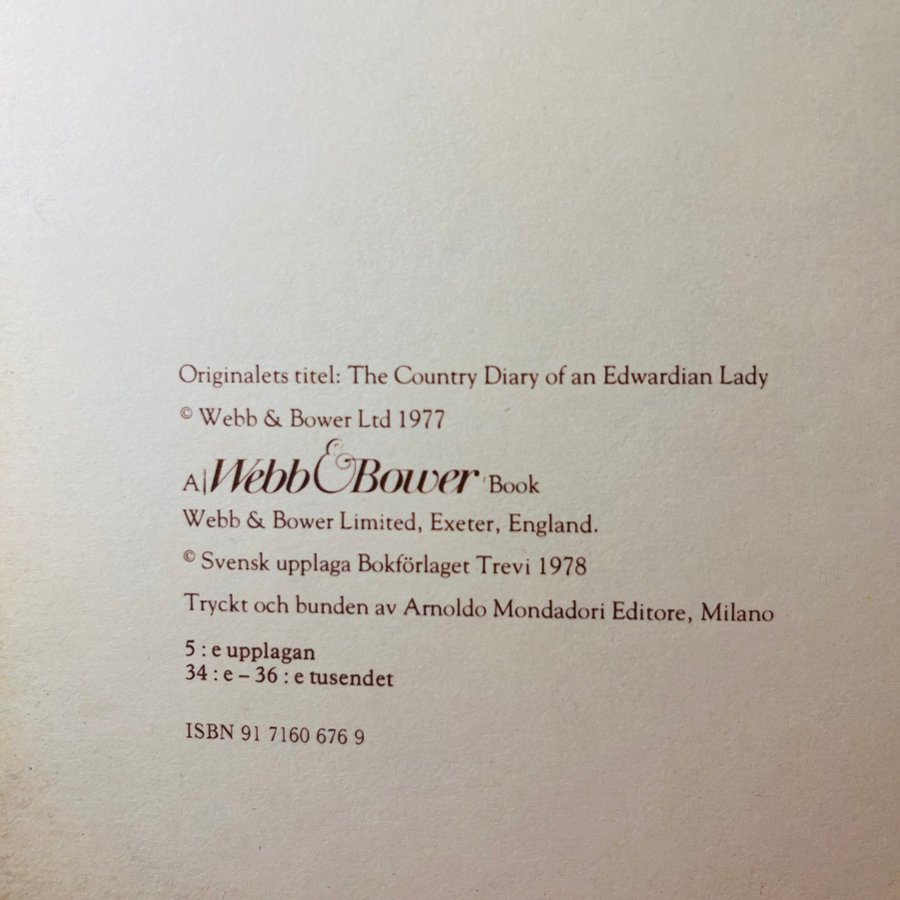 Originalets titel: The Country Diary of an Edwardian Lady
© Webb & Bower Ltd 1977
A Webb & Bower Book
Webb & Bower Limited, Exeter, England.
© Svensk upplaga Bokförlaget Trevi 1978
Tryckt och bunden av Arnoldo Mondadori Editore, Milano
5 : e upplagan
34 : e – 36 : e tusendet
ISBN 91 7160 676 9